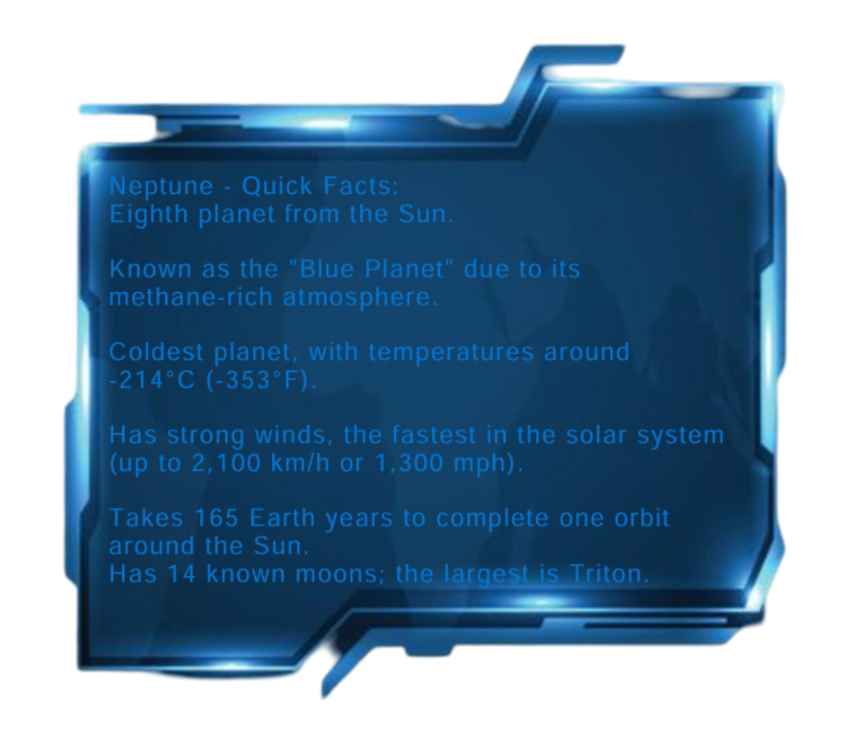 Neptune - Quick Facts:
Eighth planet from the Sun.
Known as the "Blue Planet" due to its
methane-rich atmosphere.
Coldest planet, with temperatures around
-214°C (-353°F).
Has strong winds, the fastest in the solar system
(up to 2,100 km/h or 1,300 mph).
Takes 165 Earth years to complete one orbit
around the Sun.
Has 14 known moons; the largest is Triton.